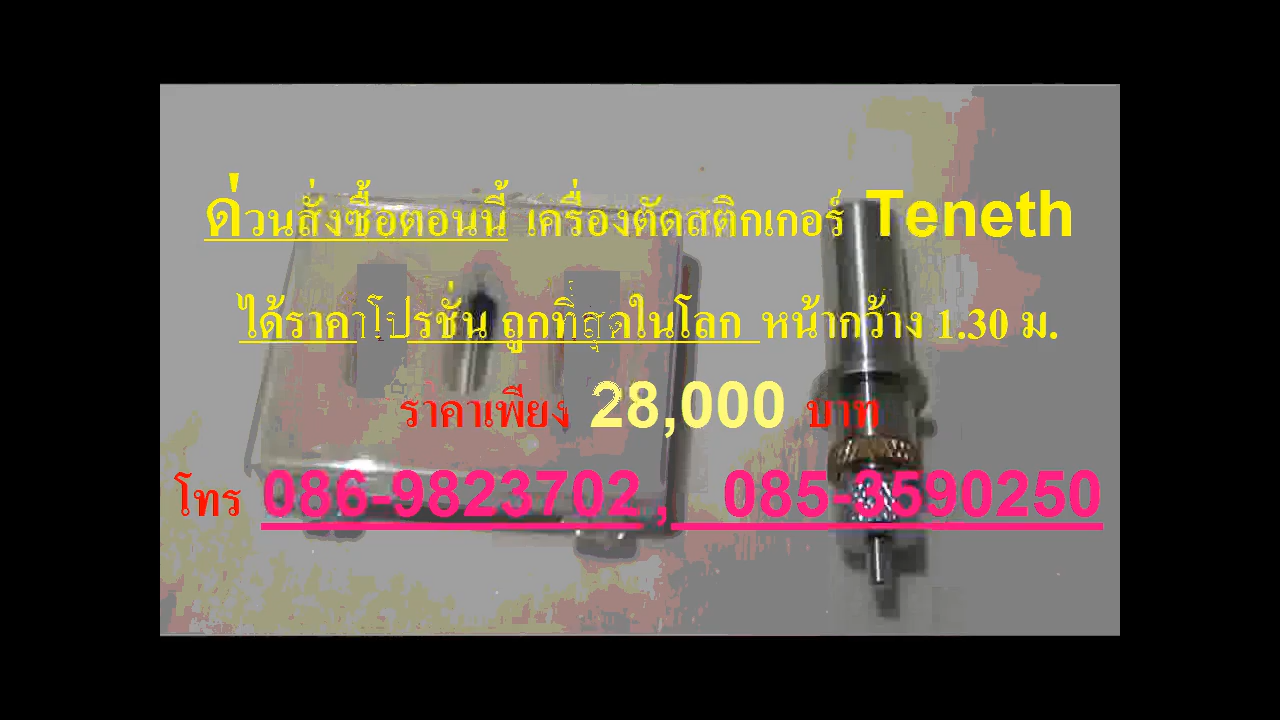 ด่วนสั่งซื้อตอนนี้ เครื่องตัดสติกเกอร์ Teneth
ได้ราคาโปรชั่น ถูกที่สุดในโลก หน้ากว้าง 1.30 ม.
ราคาเพียง 28,000 บาท
โทร 086-9823702 , 085-3590250